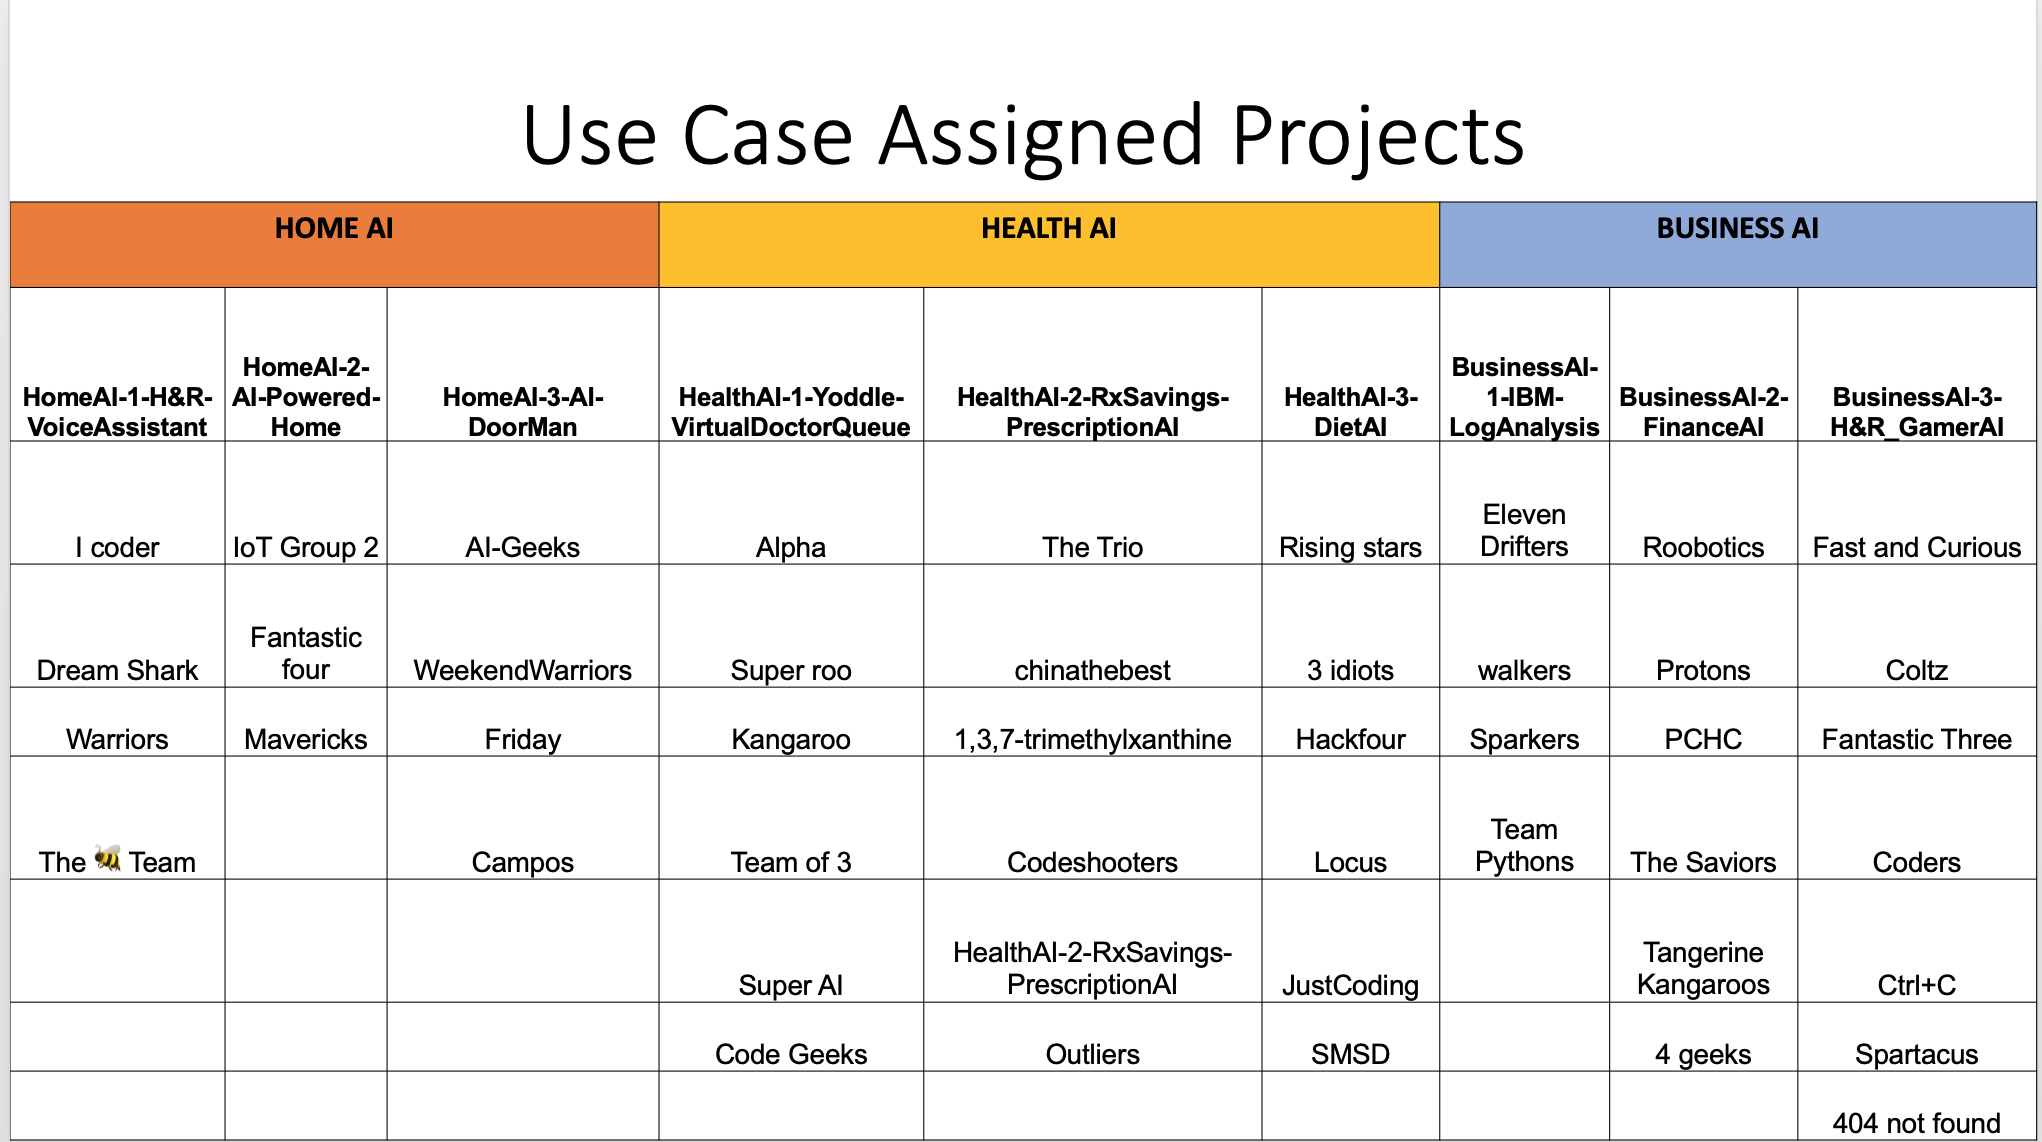 Use Case Assigned Projects
HOME AI
HEALTH AI
BUSINESS AI
HomeAI-1-H&R-
VoiceAssistant
HomeAI-2-
AI-Powered-
Home
HomeAI-3-AI-
DoorMan
HealthAI-1-Yoddle-
VirtualDoctorQueue
HealthAI-2-RxSavings-
PrescriptionAI
HealthAI-3-
DietAI
BusinessAI-
1-IBM-
LogAnalysis
BusinessAI-2-
FinanceAI
BusinessAI-3-
H&R_GamerAI
I coder
IoT Group 2
AI-Geeks
Alpha
The Trio
Rising stars
Eleven
Drifters
Roobotics
Fast and Curious
Dream Shark
Fantastic
four
WeekendWarriors
Super roo
chinathebest
3 idiots
walkers
Protons
Coltz
Warriors
Mavericks
Friday
Kangaroo
1,3,7-trimethylxanthine
Hackfour
Sparkers
PCHC
Fantastic Three
The 🐝 Team
Campos
Team of 3
Codeshooters
Locus
Team
Pythons
The Saviors
Coders
Super AI
HealthAI-2-RxSavings-
PrescriptionAI
JustCoding
Tangerine
Kangaroos
Ctrl+C
Code Geeks
Outliers
SMSD
4 geeks
Spartacus
404 not found